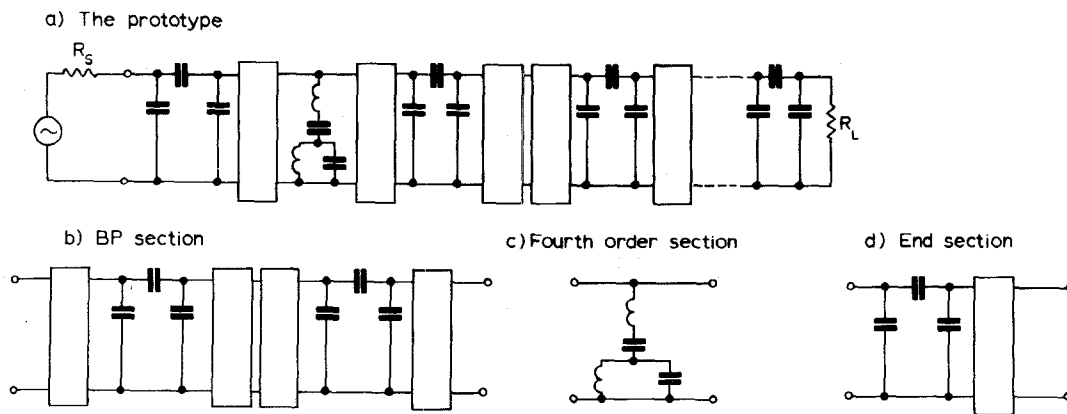 a) The prototype
R_S
R_L
b) BP section
c) Fourth order section
d) End section